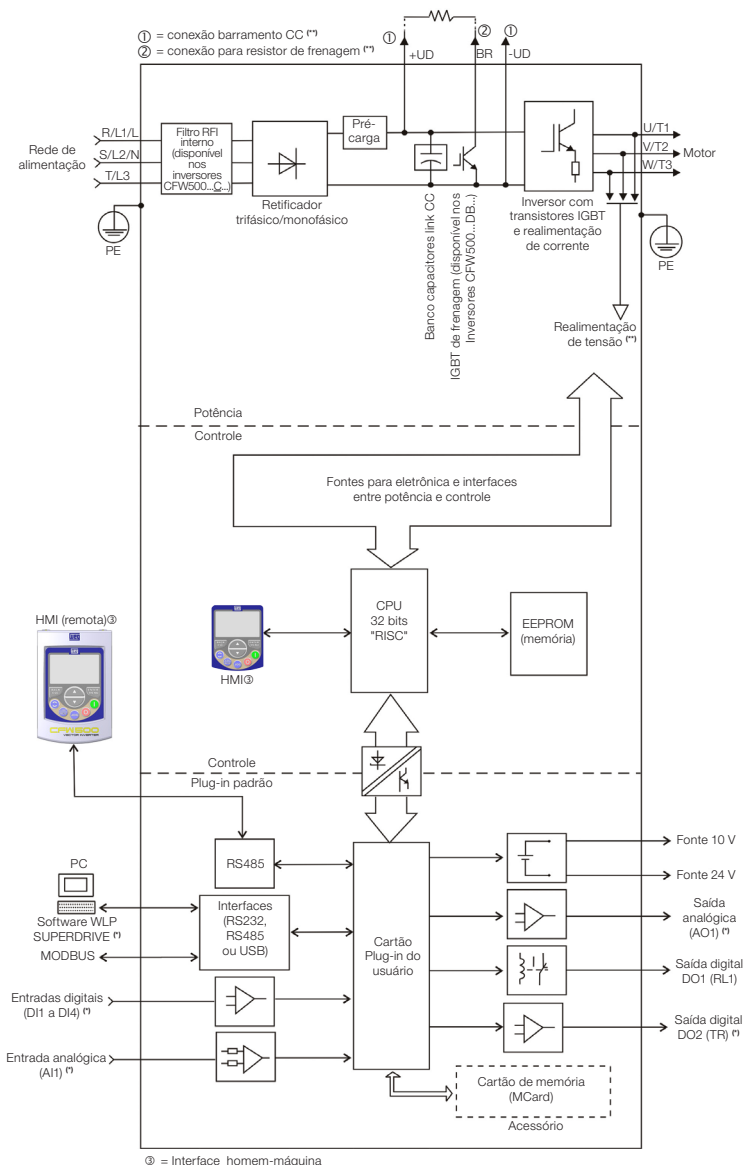 ① = conexão barramento CC (**)
② = conexão para resistor de frenagem (**)
①
+UD
②
BR
①
-UD
Rede de
alimentação
R/L1/L
S/L2/N
T/L3
Filtro RFI
interno
(disponível
nos
inversores
CFW500...C...)
Retificador
trifásico/monofásico
Pré-
carga
Banco capacitores link CC
IGBT de frenagem (disponível nos
Inversores CFW500... DB...)
Inversor com
transistores IGBT
e realimentação
de corrente
U/T1
V/T2
W/T3
Motor
PE
PE
Realimentação
de tensão (**)
Potência
Controle
Fontes para eletrônica e interfaces
entre potência e controle
CPU
32 bits
"RISC"
EEPROM
(memória)
HMI (remota)③
HMI③
CFW500
VECTOR INVERTER
Controle
Plug-in padrão
PC
Software WLP
SUPERDRIVE (*)
MODBUS
RS485
Interfaces
(RS232,
RS485
ou USB)
Entradas digitais
(DI1 a DI4) (*)
Entrada analógica
(AI1) (*)
Cartão
Plug-in do
usuário
Fonte 10 V
Fonte 24 V
Saída
analógica
(AO1) (*)
Saída digital
DO1 (RL1)
Saída digital
DO2 (TR) (*)
Cartão de memória
(MCard)
Acessório
③ = Interface homem-máquina